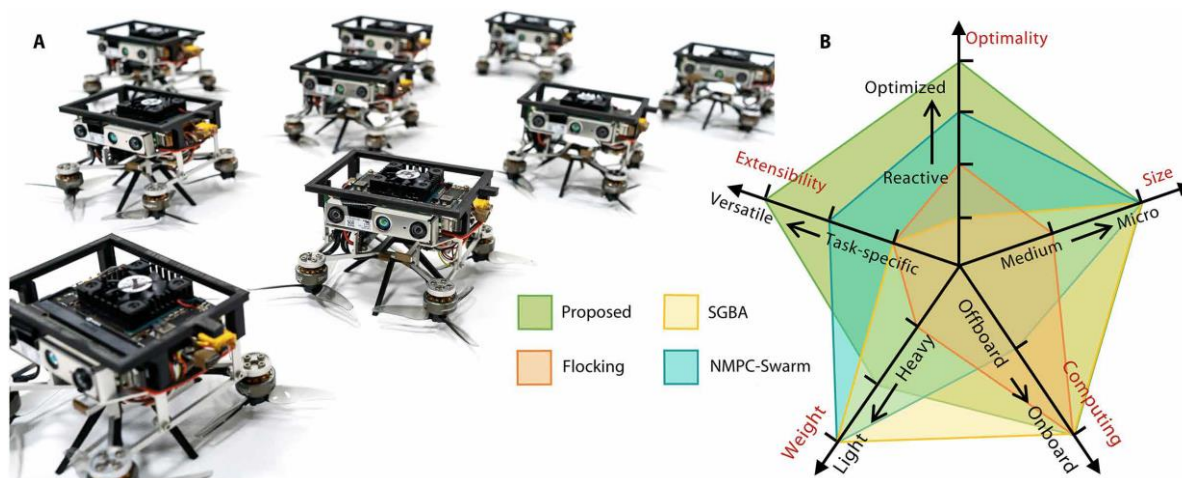 A
B
Optimality
Optimized
Reactive
Extensibility
Versatile
Task-specific
Size
Micro
Medium
Proposed
SGBA
Flocking
NMPC-Swarm
Offboard
Onboard
Computing
Heavy
Light
Weight